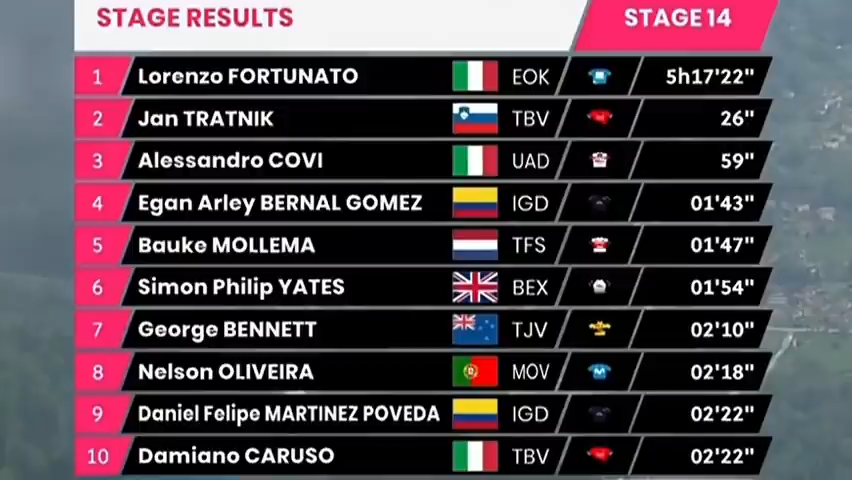 STAGE RESULTS STAGE 14
1 Lorenzo FORTUNATO EOK 5h17'22"
2 Jan TRATNIK TBV 26"
3 Alessandro COVI UAD 59"
4 Egan Arley BERNAL GOMEZ IGD 01'43"
5 Bauke MOLLEMA TFS 01'47"
6 Simon Philip YATES BEX 01'54"
7 George BENNETT TJV 02'10"
8 Nelson OLIVEIRA MOV 02'18"
9 Daniel Felipe MARTINEZ POVEDA IGD 02'22"
10 Damiano CARUSO TBV 02'22"